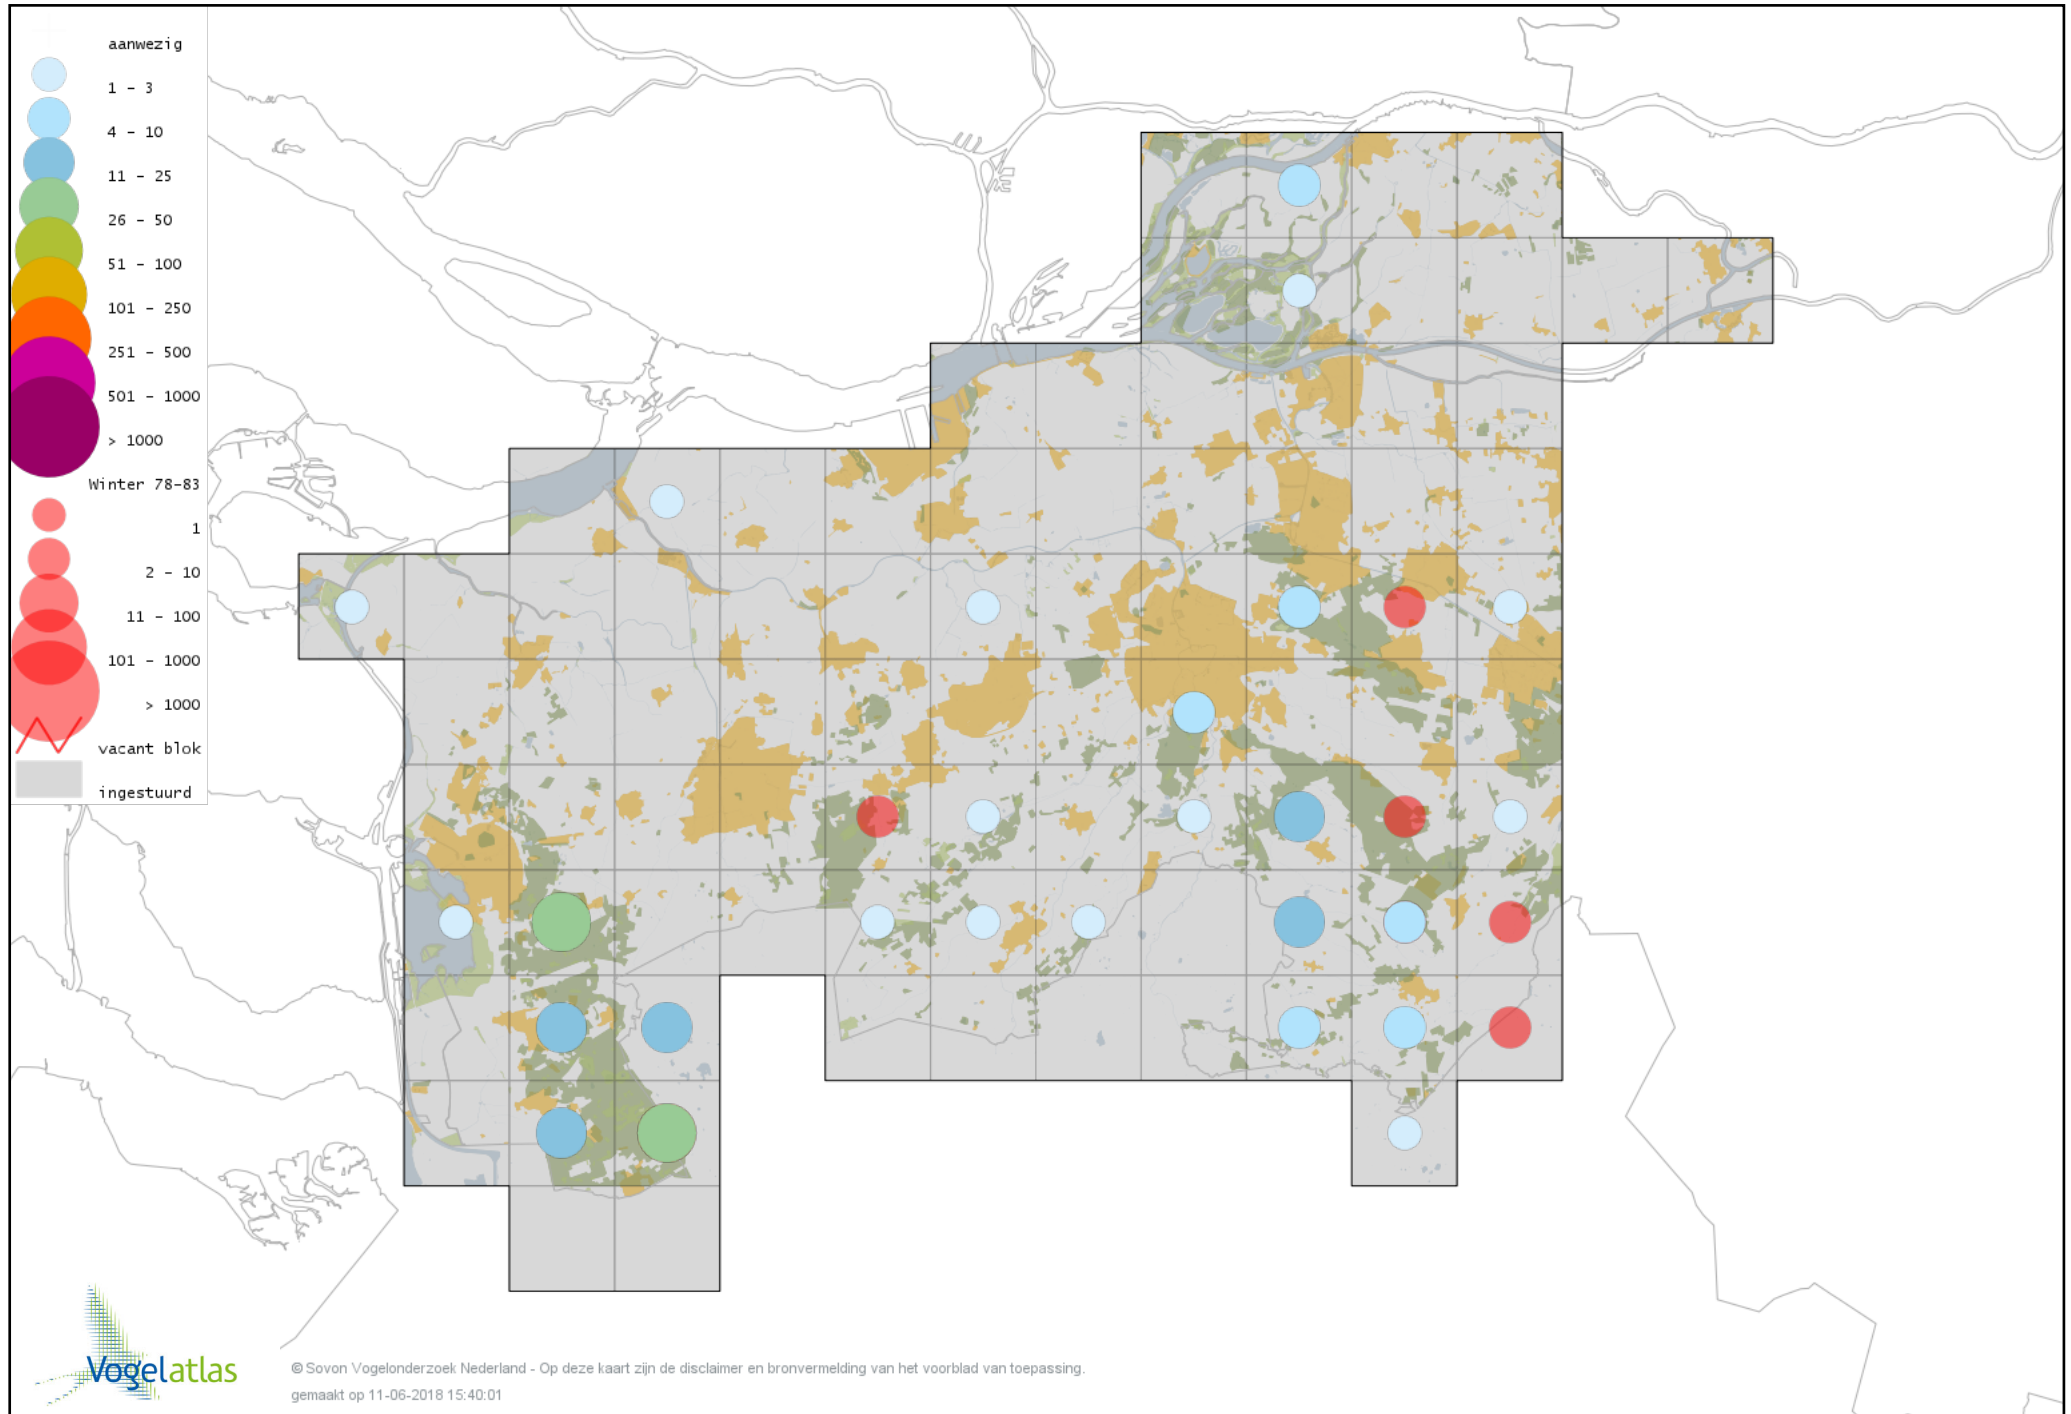 aanwezig
1 - 3
4 - 10
11 - 25
26 - 50
51 - 100
101 - 250
251 - 500
501 - 1000
> 1000
Winter 78-83
1
2 - 10
11 - 100
101 - 1000
> 1000
vacant blok
ingestuurd
Vogelatlas
© Sovon Vogelonderzoek Nederland - Op deze kaart zijn de disclaimer en bronvermelding van het voorblad van toepassing.
gemaakt op 11-06-2018 15:40:01